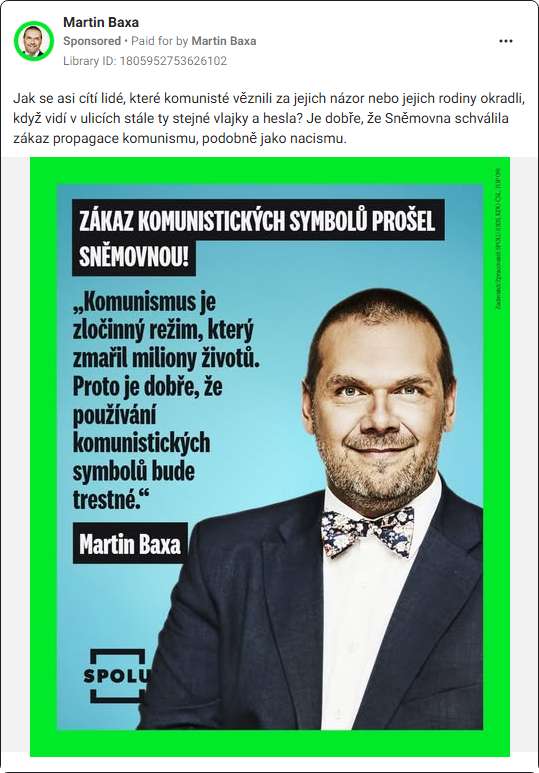 Martin Baxa
Sponsored • Paid for by Martin Baxa
Library ID: 1805952753626102
Jak se asi cítí lidé, které komunisté věznili za jejich názor nebo jejich rodiny okradli,
když vidí v ulicích stále ty stejné vlajky a hesla? Je dobře, že Sněmovna schválila
zákaz propagace komunismu, podobně jako nacismu.
ZÁKAZ KOMUNISTICKÝCH SYMBOLŮ PROŠEL
SNĚMOVNOU!
„Komunismus je
zločinný režim, který
zmařil miliony životů.
Proto je dobře, že
používání
komunistických
symbolů bude
trestné.“
Martin Baxa
SPOLU